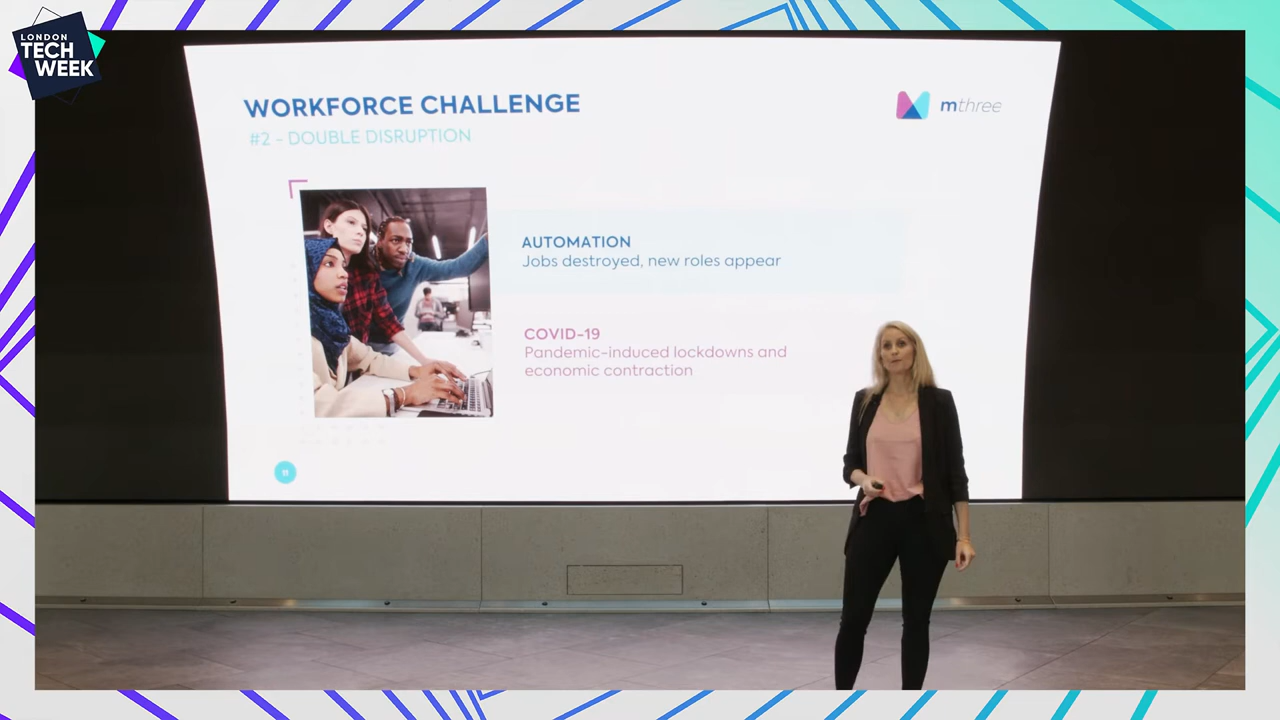 LONDON
TECH
WEEK
WORKFORCE CHALLENGE
mthree
#2 - DOUBLE DISRUPTION
AUTOMATION
Jobs destroyed, new roles appear
COVID-19
Pandemic-induced lockdowns and
economic contraction